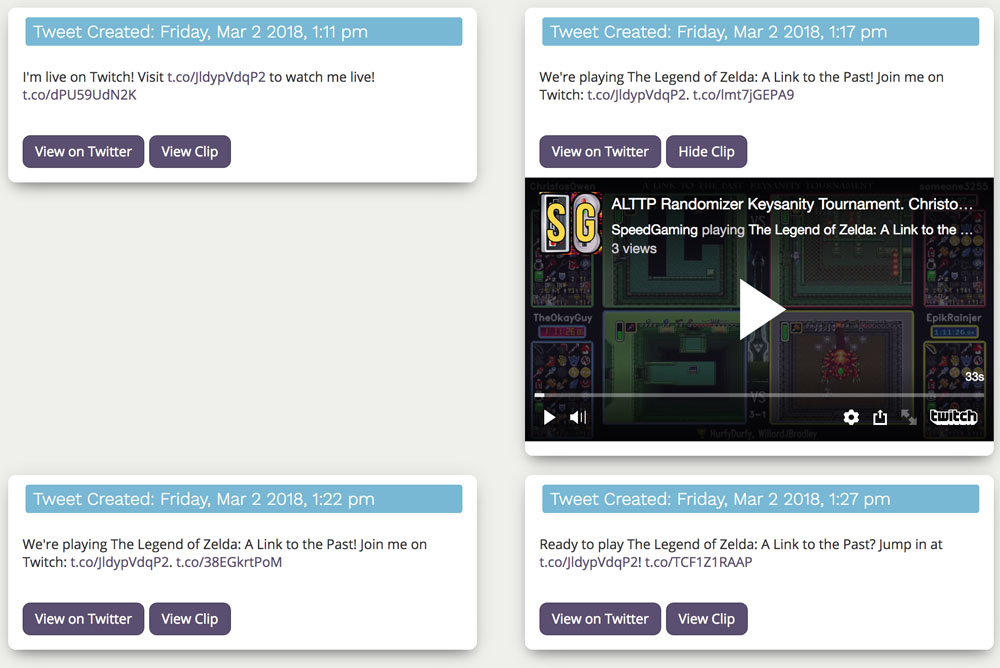 Tweet Created: Friday, Mar 2 2018, 1:11 pm
I'm live on Twitch! Visit t.co/JldypVdqP2 to watch me live!
t.co/dPU59UdN2K
View on Twitter
View Clip
Tweet Created: Friday, Mar 2 2018, 1:17 pm
We're playing The Legend of Zelda: A Link to the Past! Join me on
Twitch: t.co/JldypVdqP2. t.co/lmt7jGEPA9
View on Twitter
Hide Clip
ChristosOwen
A LINK TO THE PAST KEYSANITY TOURNAMENT
someone3255
SG
ALTTP Randomizer Keysanity Tournament. Christo...
SpeedGaming playing The Legend of Zelda: A Link to the ...
3 views
TheOkayGuy
EpikRainjer
VS
VS
3-1
33s
twitch
Tweet Created: Friday, Mar 2 2018, 1:22 pm
We're playing The Legend of Zelda: A Link to the Past! Join me on
Twitch: t.co/JldypVdqP2. t.co/38EGkrtPoM
View on Twitter
View Clip
Tweet Created: Friday, Mar 2 2018, 1:27 pm
Ready to play The Legend of Zelda: A Link to the Past? Jump in at
t.co/JldypVdqP2! t.co/TCF1Z1RAAP
View on Twitter
View Clip